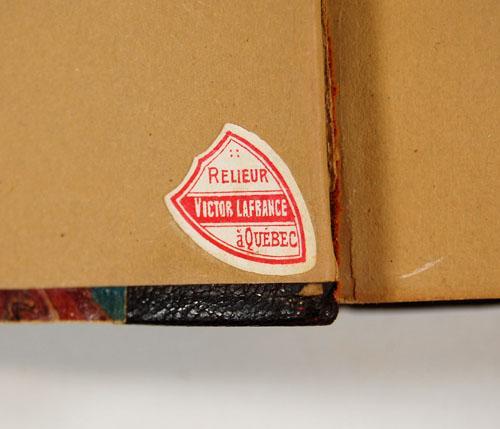 RELIEUR
VICTOR LAFRANCE
à QUÉBEC